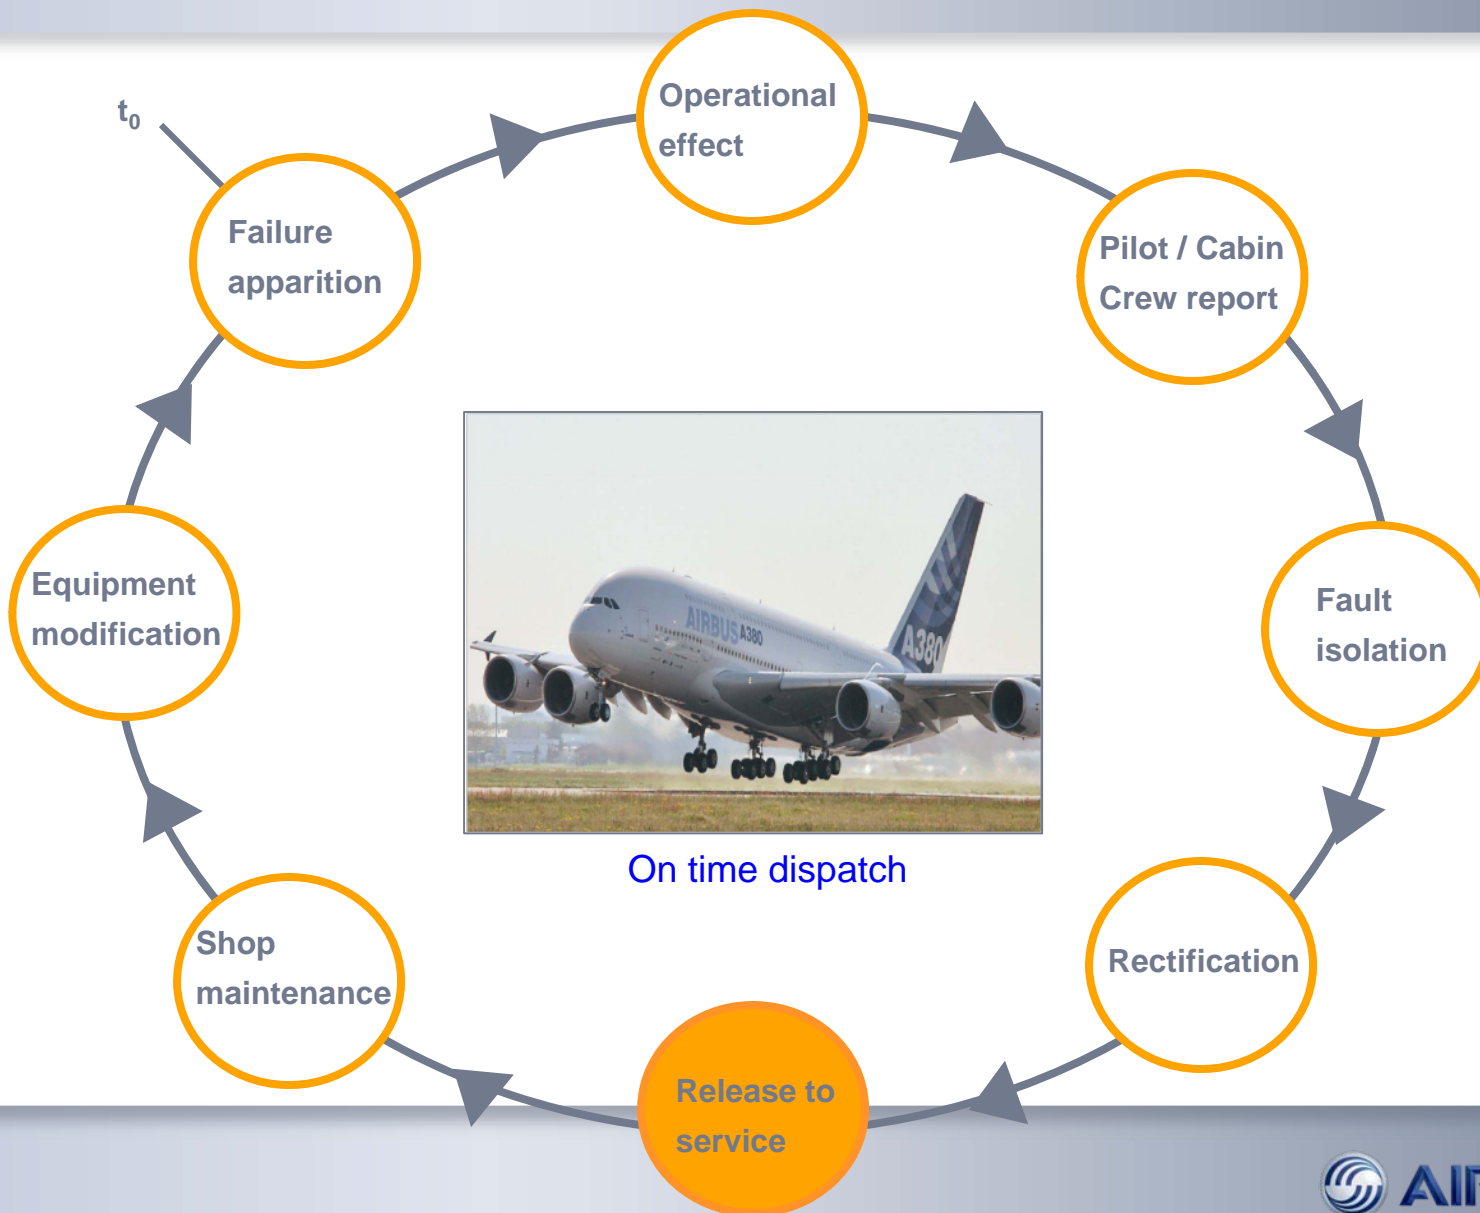 t0
Operational
effect
Failure
apparition
Pilot / Cabin
Crew report
Equipment
modification
AIRBUS A380
A380
Fault
isolation
On time dispatch
Shop
maintenance
Rectification
Release to
service